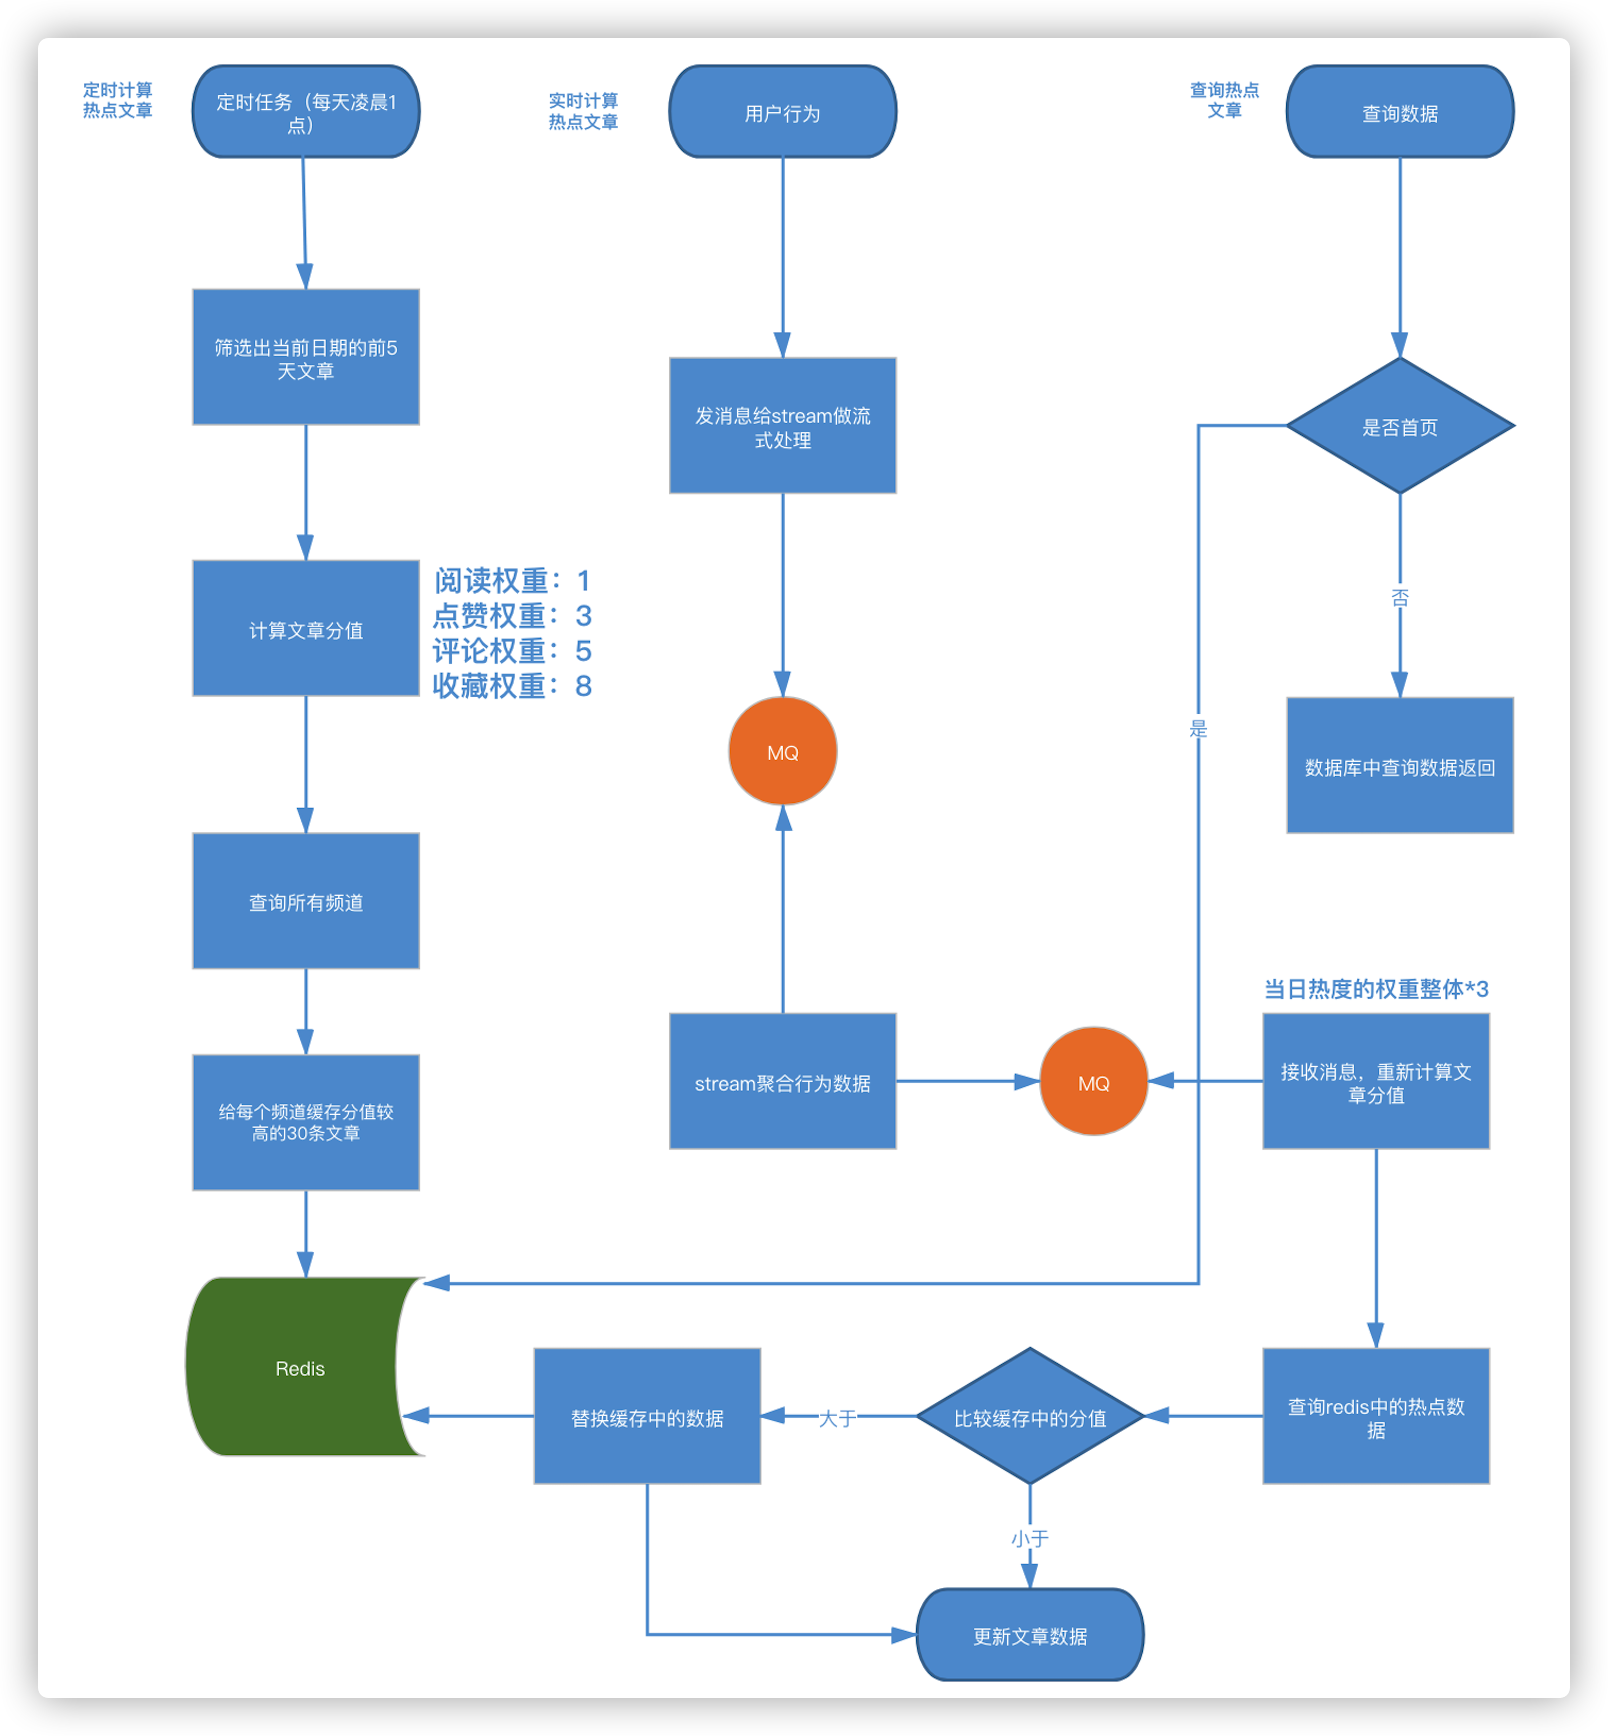 定时计算
热点文章
定时任务（每天凌晨1
点）
筛选出当前日期的前5
天文章
计算文章分值
阅读权重：1
点赞权重：3
评论权重：5
收藏权重：8
查询所有频道
给每个频道缓存分值较
高的30条文章
Redis
实时计算
热点文章
用户行为
发消息给stream做流
式处理
MQ
stream聚合行为数据
MQ
当日热度的权重整体*3
接收消息，重新计算文
章分值
查询redis中的热点数
据
比较缓存中的分值
大于
替换缓存中的数据
小于
更新文章数据
查询热点
文章
查询数据
是否首页
否
数据库中查询数据返回
是